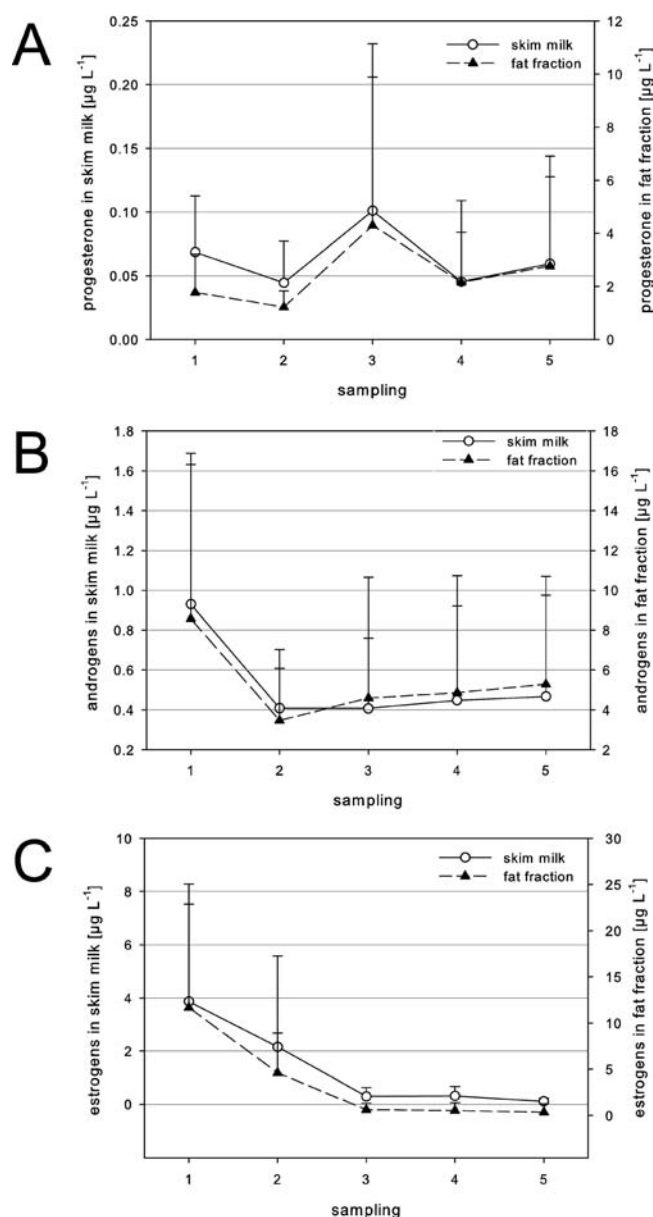 A
progesterone in skim milk [µg L⁻¹]
0.25
0.20
0.15
0.10
0.05
0.00
skim milk
fat fraction
12
10
8
6
4
2
0
progesterone in fat fraction [µg L⁻¹]
1 2 3 4 5
sampling
B
androgens in skim milk [µg L⁻¹]
1.8
1.6
1.4
1.2
1.0
0.8
0.6
0.4
0.2
skim milk
fat fraction
18
16
14
12
10
8
6
4
2
androgens in fat fraction [µg L⁻¹]
1 2 3 4 5
sampling
C
estrogens in skim milk [µg L⁻¹]
10
8
6
4
2
0
skim milk
fat fraction
30
25
20
15
10
5
0
estrogens in fat fraction [µg L⁻¹]
1 2 3 4 5
sampling